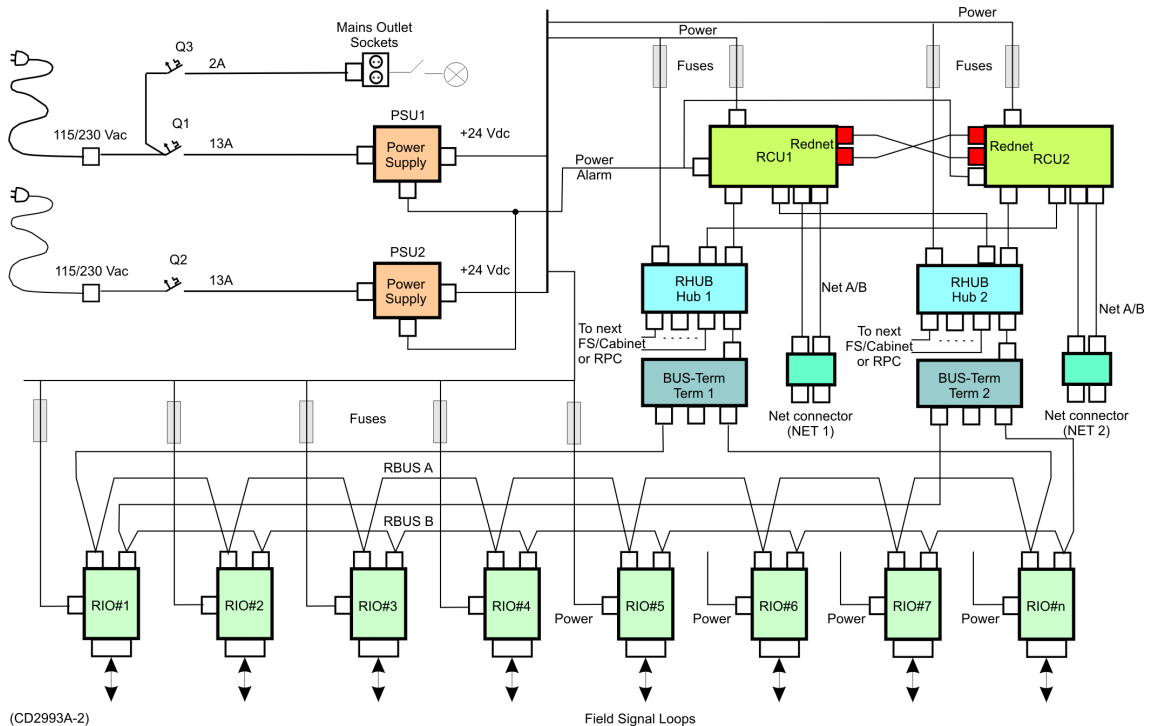 Power
Mains Outlet
Sockets
Power
Q3
2A
Fuses
Fuses
115/230 Vac
Q1
13A
PSU1
Power
Supply
+24 Vdc
Power
Alarm
Rednet
RCU1
Rednet
RCU2
115/230 Vac
Q2
13A
PSU2
Power
Supply
+24 Vdc
RHUB
Hub 1
Net A/B
RHUB
Hub 2
Net A/B
To next
FS/Cabinet
or RPC
To next
FS/Cabinet
or RPC
BUS-Term
Term 1
BUS-Term
Term 2
Net connector
(NET 1)
Net connector
(NET 2)
Fuses
RBUS A
RBUS B
RIO#1
RIO#2
RIO#3
RIO#4
Power
RIO#5
Power
RIO#6
Power
RIO#7
Power
RIO#n
(CD2993A-2)
Field Signal Loops